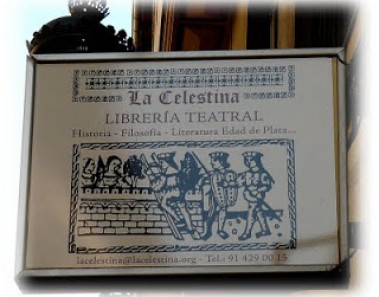 La Celestina
LIBRERÍA TEATRAL
Historia - Filosofía - Literatura Edad de Plata...
lacelestina@lacelestina.org - Tel.: 91 429 00 15